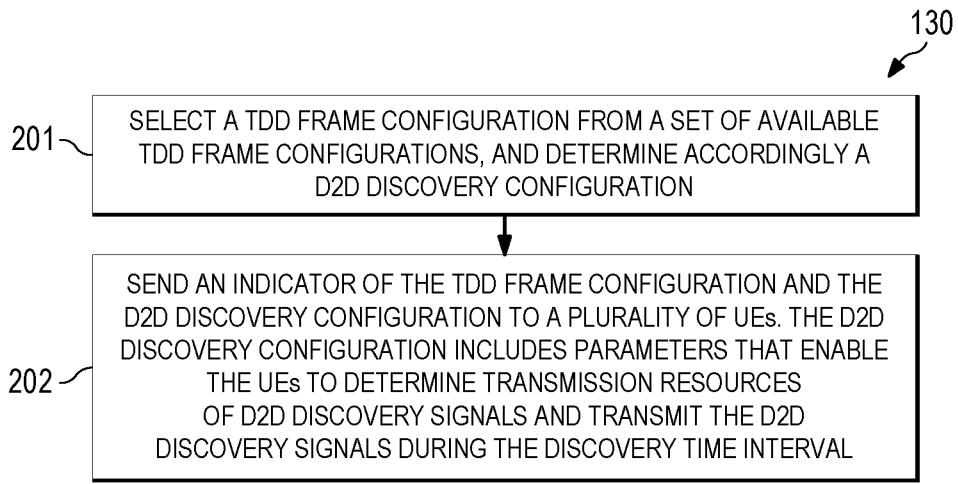 130
201
SELECT A TDD FRAME CONFIGURATION FROM A SET OF AVAILABLE
TDD FRAME CONFIGURATIONS, AND DETERMINE ACCORDINGLY A
D2D DISCOVERY CONFIGURATION
202
SEND AN INDICATOR OF THE TDD FRAME CONFIGURATION AND THE
D2D DISCOVERY CONFIGURATION TO A PLURALITY OF UEs. THE D2D
DISCOVERY CONFIGURATION INCLUDES PARAMETERS THAT ENABLE
THE UEs TO DETERMINE TRANSMISSION RESOURCES
OF D2D DISCOVERY SIGNALS AND TRANSMIT THE D2D
DISCOVERY SIGNALS DURING THE DISCOVERY TIME INTERVAL